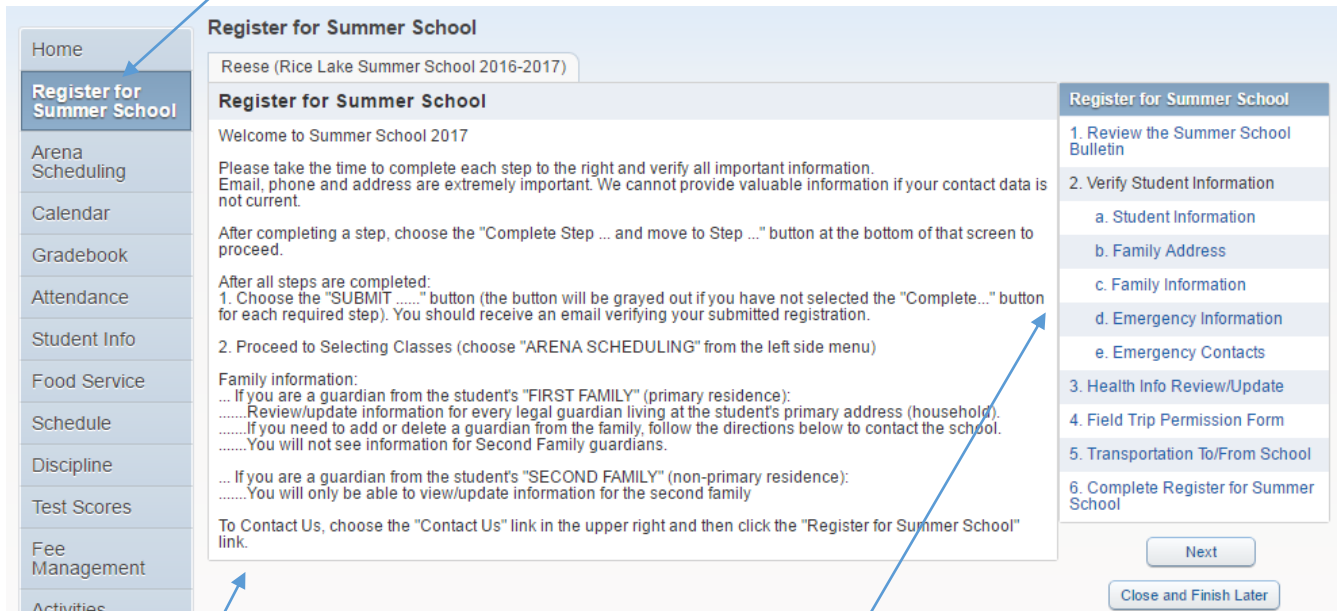 Register for Summer School
Home
Register for
Summer School
Arena
Scheduling
Calendar
Gradebook
Attendance
Student Info
Food Service
Schedule
Discipline
Test Scores
Fee
Management
Activities
Reese (Rice Lake Summer School 2016-2017)
Register for Summer School
Welcome to Summer School 2017
Please take the time to complete each step to the right and verify all important information.
Email, phone and address are extremely important. We cannot provide valuable information if your contact data is
not current.
After completing a step, choose the "Complete Step ... and move to Step ..." button at the bottom of that screen to
proceed.
After all steps are completed:
1. Choose the "SUBMIT ......" button (the button will be grayed out if you have not selected the "Complete..." button
for each required step). You should receive an email verifying your submitted registration.
2. Proceed to Selecting Classes (choose "ARENA SCHEDULING" from the left side menu)
Family information:
... If you are a guardian from the student's "FIRST FAMILY" (primary residence):
.......Review/update information for every legal guardian living at the student's primary address (household).
.......If you need to add or delete a guardian from the family, follow the directions below to contact the school.
.......You will not see information for Second Family guardians.
... If you are a guardian from the student's "SECOND FAMILY" (non-primary residence):
.......You will only be able to view/update information for the second family
To Contact Us, choose the "Contact Us" link in the upper right and then click the "Register for Summer School"
link.
Register for Summer School
1. Review the Summer School
Bulletin
2. Verify Student Information
a. Student Information
b. Family Address
c. Family Information
d. Emergency Information
e. Emergency Contacts
3. Health Info Review/Update
4. Field Trip Permission Form
5. Transportation To/From School
6. Complete Register for Summer
School
Next
Close and Finish Later